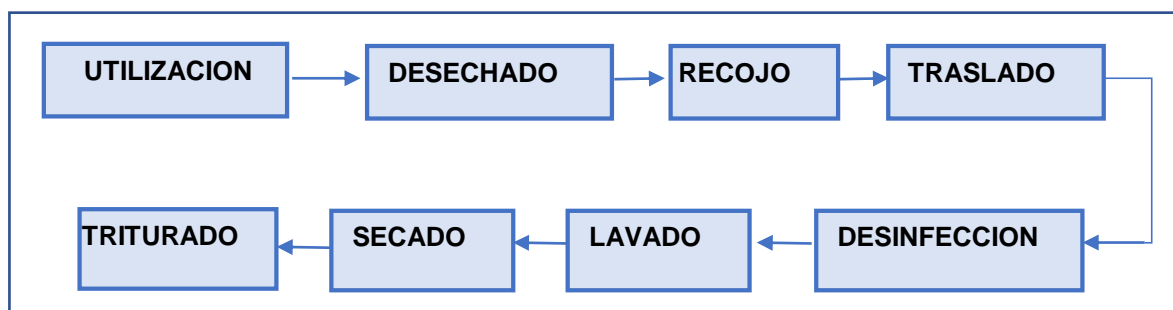 UTILIZACION
DESECHADO
RECOJO
TRASLADO
TRITURADO
SECADO
LAVADO
DESINFECCION